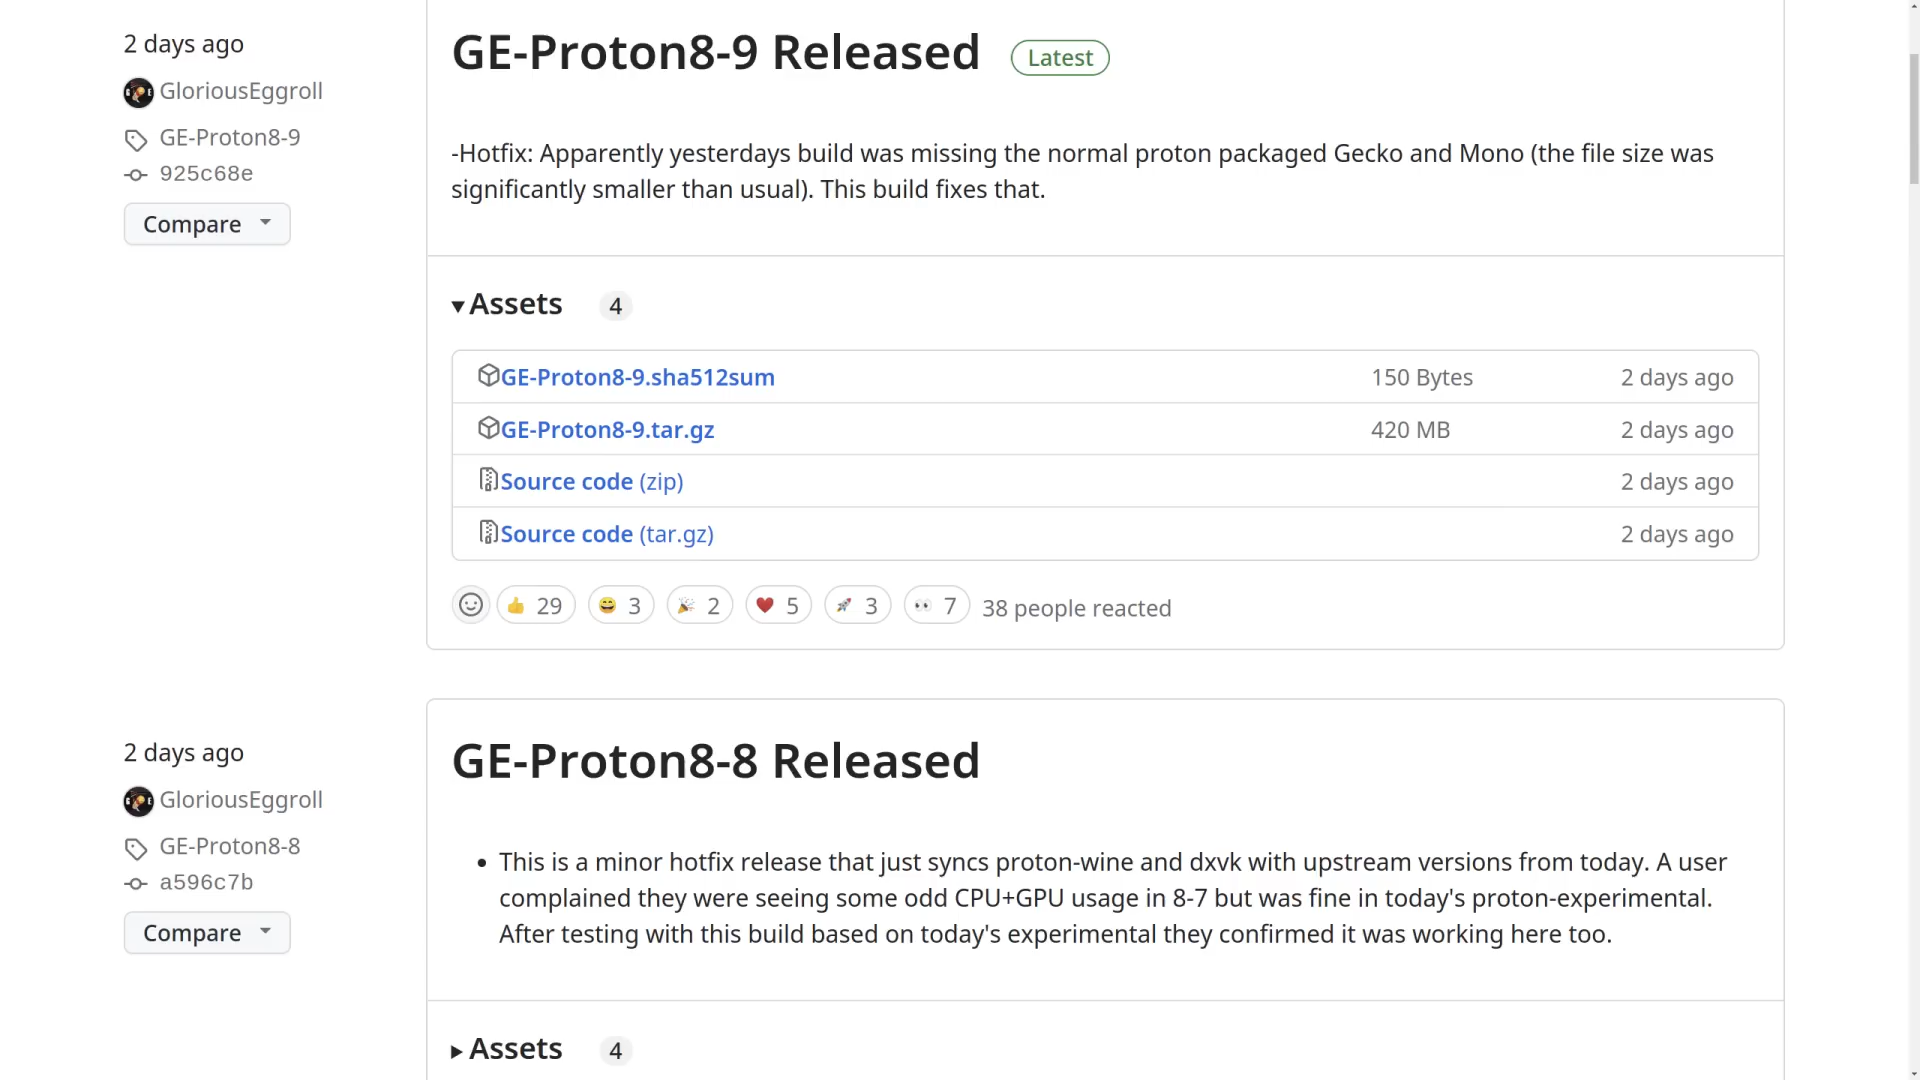 2 days ago
GloriousEggroll
GE-Proton8-9
925c68e
Compare
GE-Proton8-9 Released
Latest
-Hotfix: Apparently yesterdays build was missing the normal proton packaged Gecko and Mono (the file size was
significantly smaller than usual). This build fixes that.
Assets 4
GE-Proton8-9.sha512sum 150 Bytes 2 days ago
GE-Proton8-9.tar.gz 420 MB 2 days ago
Source code (zip) 2 days ago
Source code (tar.gz) 2 days ago
29 3 2 5 3 7 38 people reacted
2 days ago
GloriousEggroll
GE-Proton8-8
a596c7b
Compare
GE-Proton8-8 Released
This is a minor hotfix release that just syncs proton-wine and dxvk with upstream versions from today. A user
complained they were seeing some odd CPU+GPU usage in 8-7 but was fine in today's proton-experimental.
After testing with this build based on today's experimental they confirmed it was working here too.
Assets 4